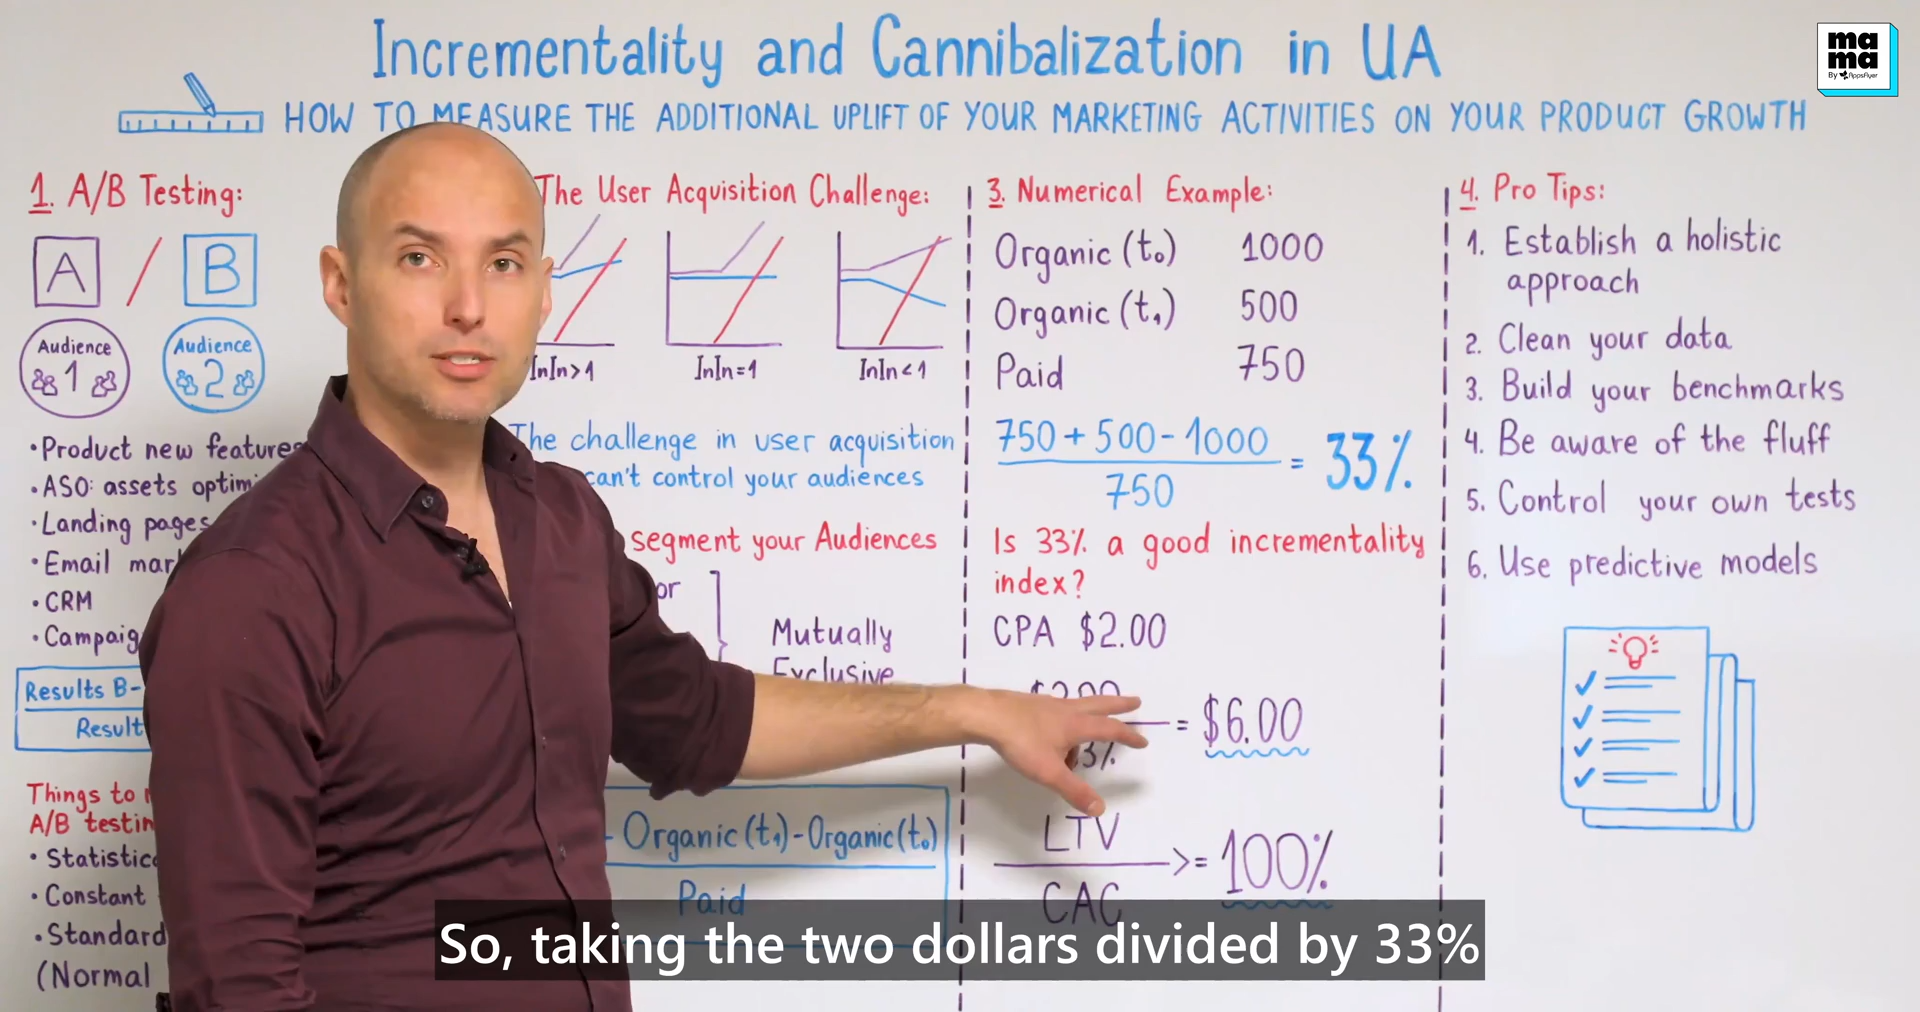 Incrementality and Cannibalization in UA
HOW TO MEASURE THE ADDITIONAL UPLIFT OF YOUR MARKETING ACTIVITIES ON YOUR PRODUCT GROWTH
ma
ma
By AppsFlyer
1. A/B Testing:
A / B
Audience
1
Audience
2
• Product new features
• ASO: assets
• Landing pages
• Email
• CRM
•
Results B-
Things to
A/B
•
• Constant
• Standard
(Normal
The User Acquisition Challenge:
InIn>1
InIn=1
InIn<1
The challenge in user acquisition
can't control your audiences
segment your Audiences
or
Mutually
Exclusive
- Organic (t1) - Organic (t0)
Paid
3. Numerical Example:
Organic (t0) 1000
Organic (t1) 500
Paid 750
750 + 500 - 1000
750
= 33%
Is 33% a good incrementality
index?
CPA $2.00
$2.00
3%
= $6.00
LTV
CAC
>= 100%
4. Pro Tips:
1. Establish a holistic
approach
2. Clean your data
3. Build your benchmarks
4. Be aware of the fluff
5. Control your own tests
6. Use predictive models
So, taking the two dollars divided by 33%